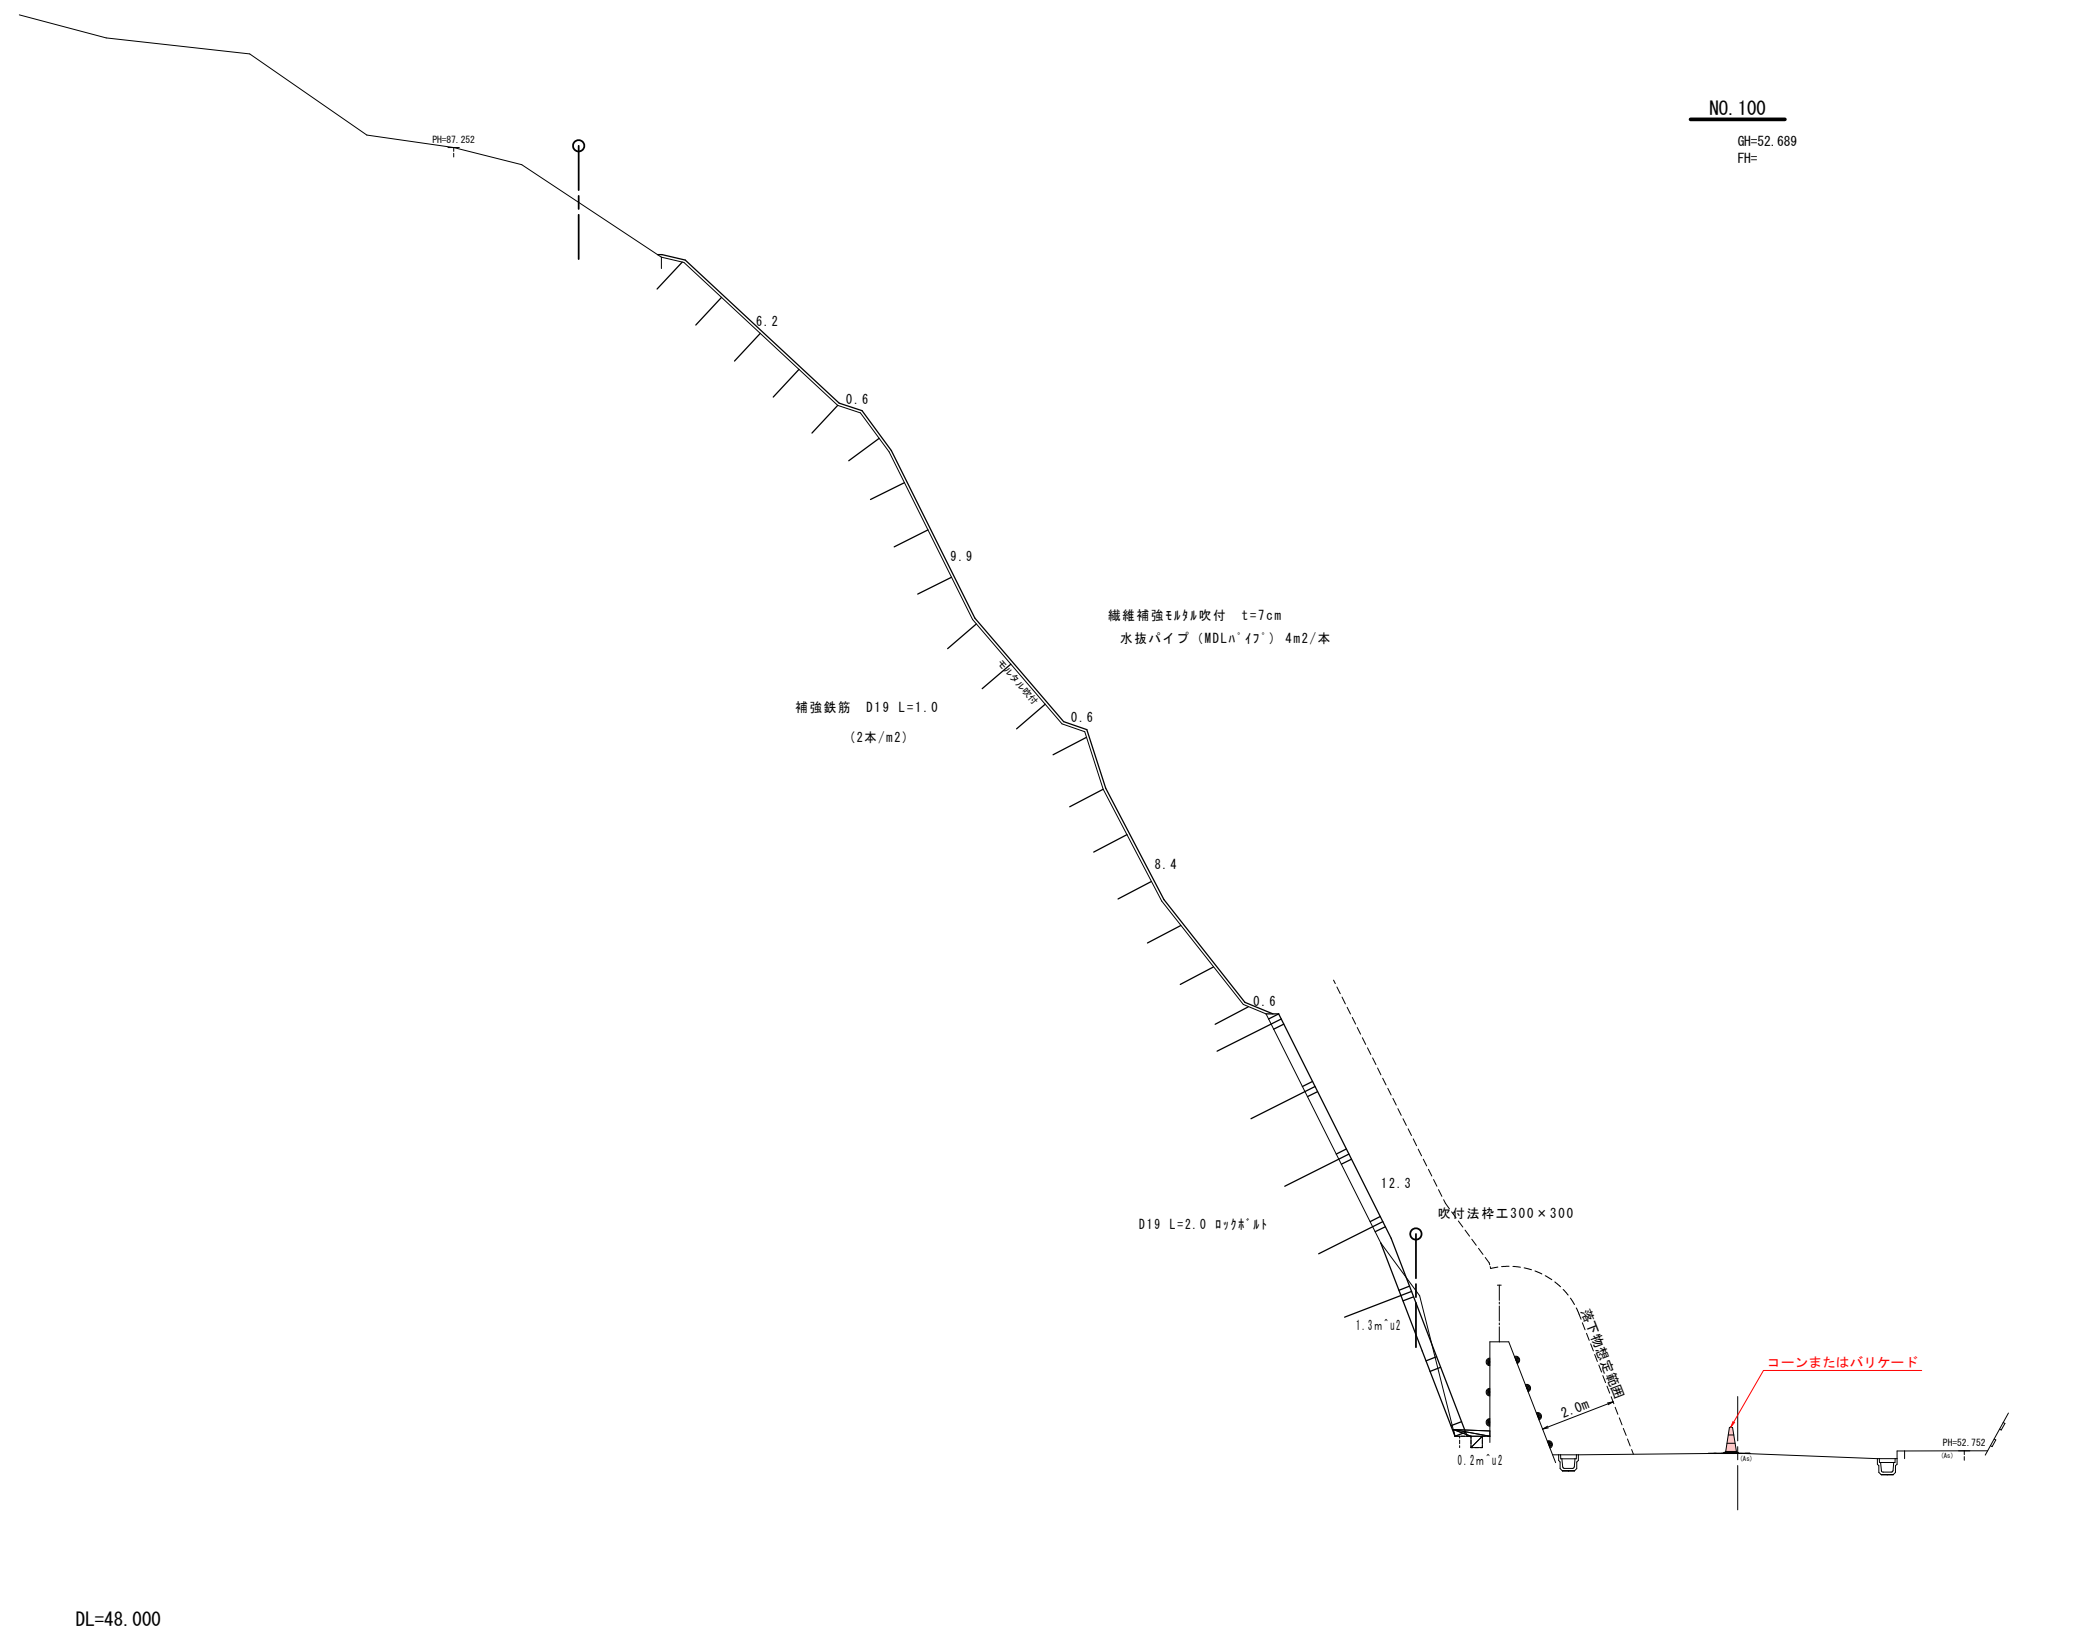 NO.100
GH=52.689
FH=
PH=87.252
6.2
0.6
9.9
繊維補強ﾓﾙﾀﾙ吹付 t=7cm
水抜パイプ (MDLﾊﾟｲﾌﾟ) 4m2/本
モルタル吹付
補強鉄筋 D19 L=1.0
(2本/m2)
0.6
8.4
0.6
12.3
吹付法枠工300×300
D19 L=2.0 ﾛｯｸﾎﾞﾙﾄ
1.3m^u2
落下物想定範囲
コーンまたはバリケード
2.0m
PH=52.752
(As)
(As)
0.2m^u2
DL=48.000